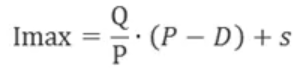 Imax = Q/P · (P − D) + s